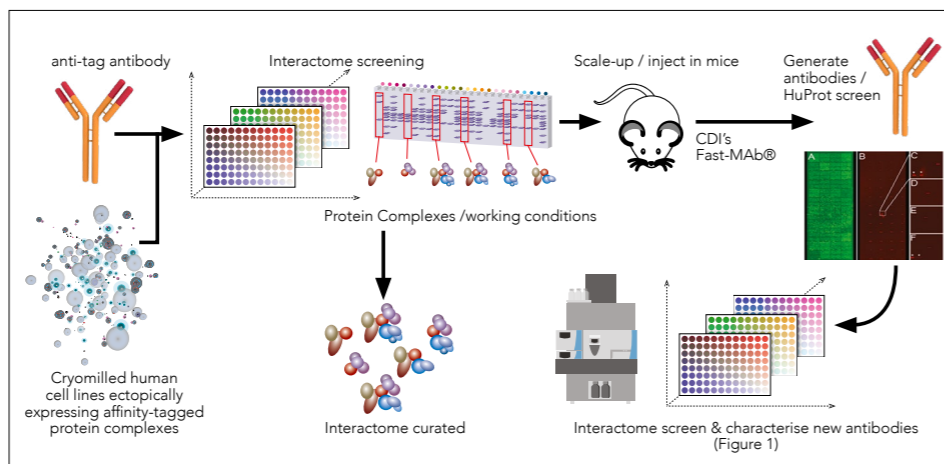 anti-tag antibody
Interactome screening
Scale-up / inject in mice
Generate
antibodies /
HuProt screen
CDI's
Fast-MAb®
A
B
C
D
E
F
Protein Complexes /working conditions
Cryomilled human
cell lines ectopically
expressing affinity-tagged
protein complexes
Interactome curated
Interactome screen & characterise new antibodies
(Figure 1)